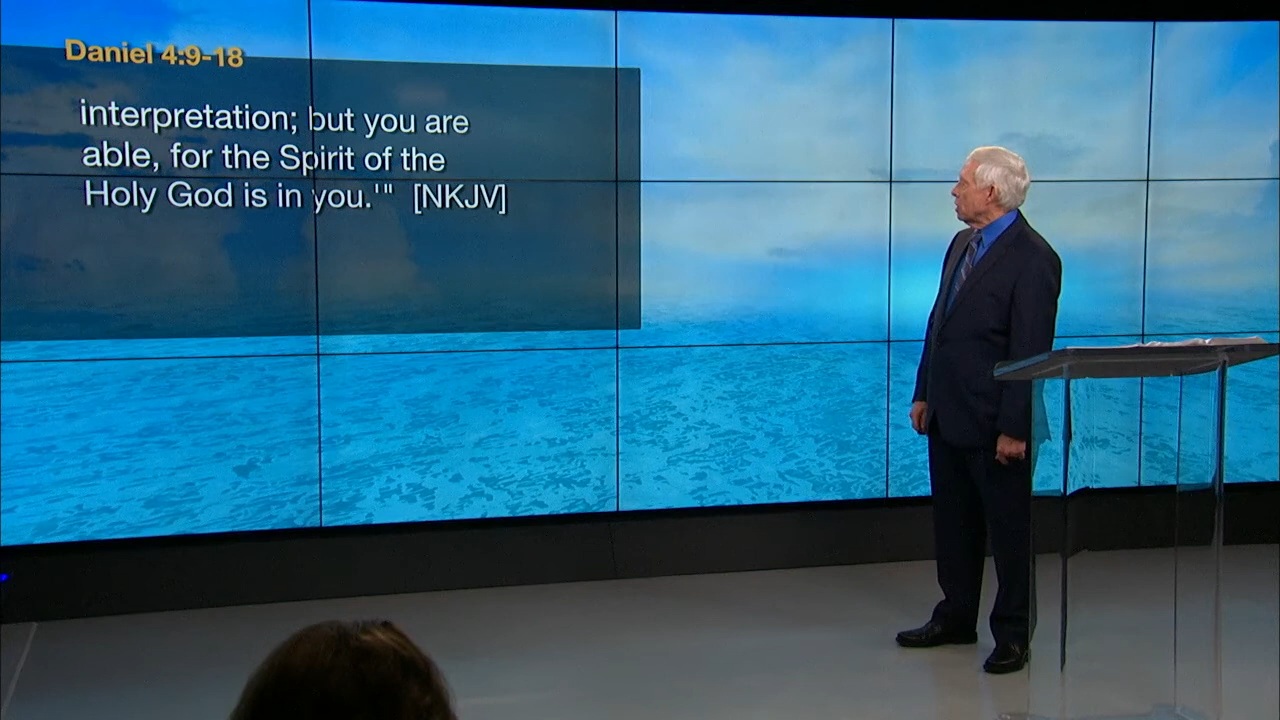 Daniel 4:9-18
interpretation; but you are
able, for the Spirit of the
Holy God is in you.'" [NKJV]